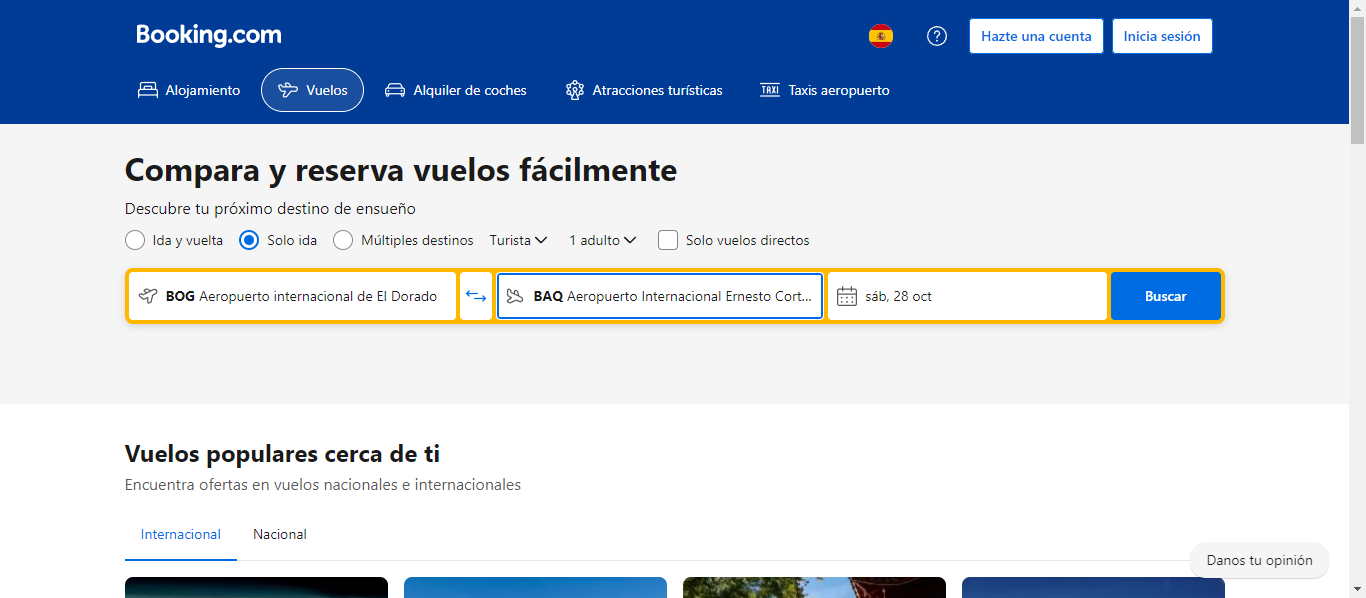 Booking.com
Hazte una cuenta
Inicia sesión
Alojamiento
Vuelos
Alquiler de coches
TAXI
Atracciones turísticas
Taxis aeropuerto
Compara y reserva vuelos fácilmente
Descubre tu próximo destino de ensueño
Ida y vuelta
Solo ida
Múltiples destinos
Turista
1 adulto
Solo vuelos directos
BOG Aeropuerto internacional de El Dorado
BAQ Aeropuerto Internacional Ernesto Cort...
sáb, 28 oct
Buscar
Vuelos populares cerca de ti
Encuentra ofertas en vuelos nacionales e internacionales
Internacional
Nacional
Danos tu opinión